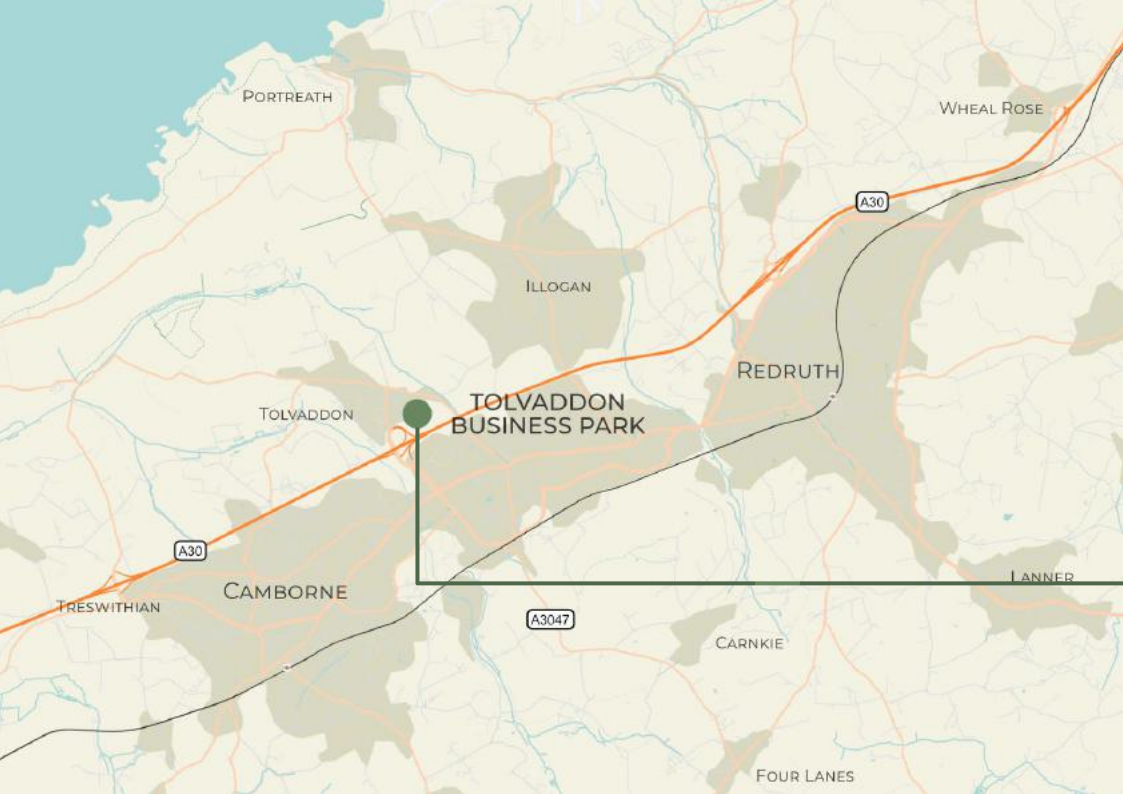 PORTREATH
WHEAL ROSE
A30
ILLOGAN
REDRUTH
TOLVADDON
TOLVADDON
BUSINESS PARK
A30
CAMBORNE
TRESWITHIAN
LANNER
A3047
CARNKIE
FOUR LANES